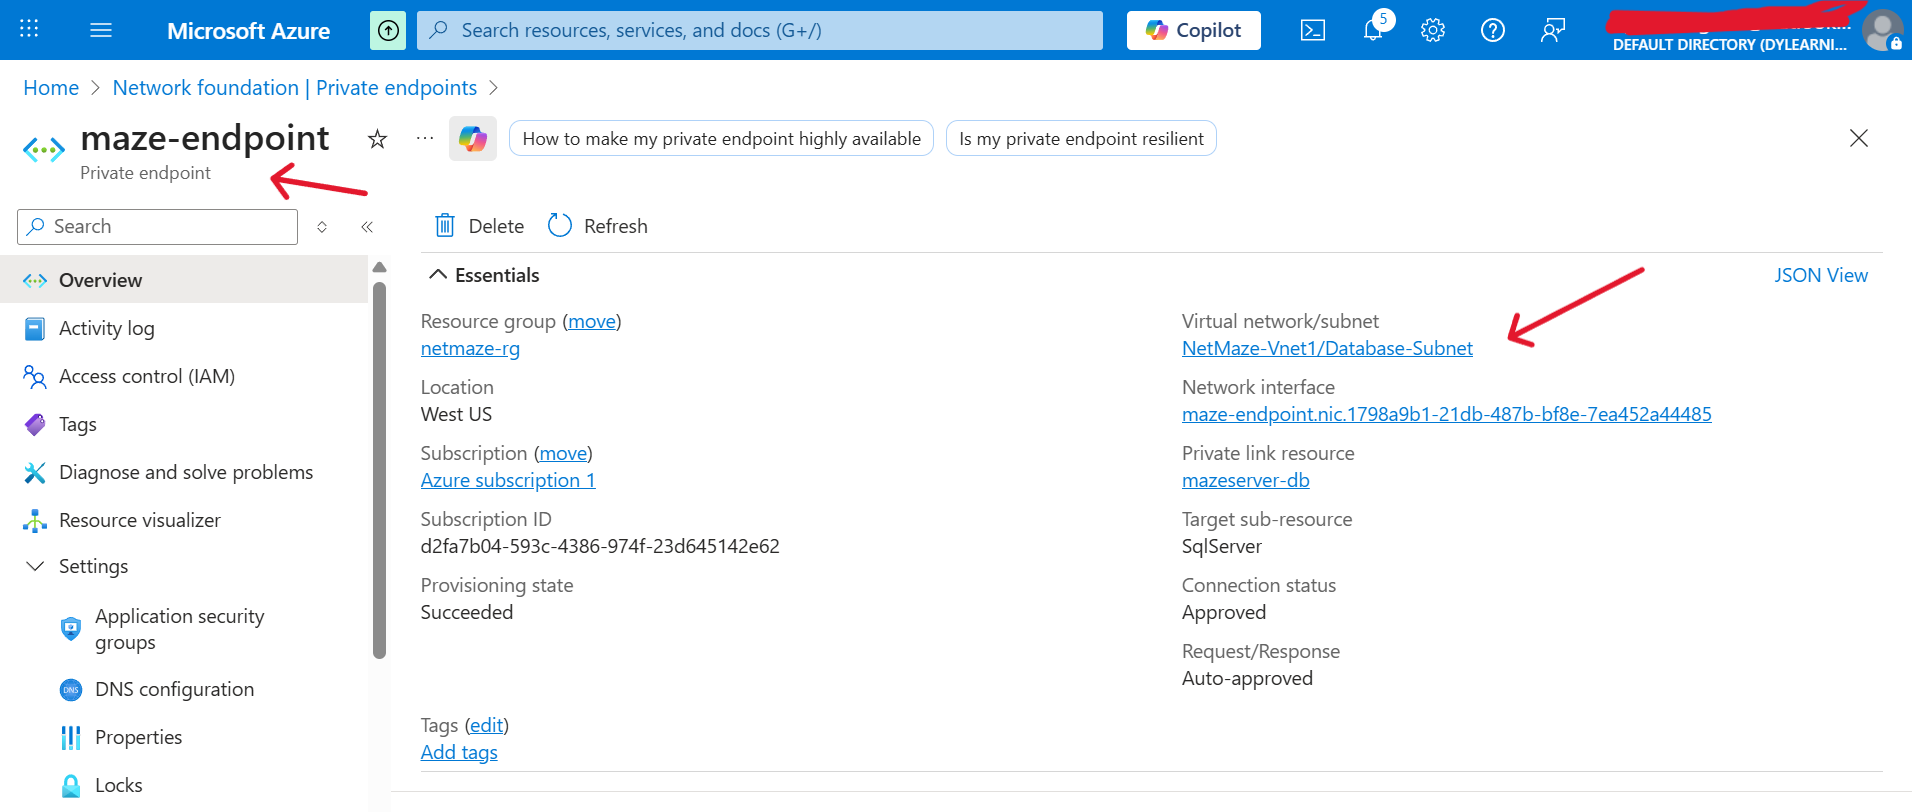 Microsoft Azure
Search resources, services, and docs (G+/)
Copilot
5
DEFAULT DIRECTORY (DYLEARNI...
Home > Network foundation | Private endpoints >
maze-endpoint
Private endpoint
How to make my private endpoint highly available
Is my private endpoint resilient
Search
Delete
Refresh
Overview
Activity log
Access control (IAM)
Tags
Diagnose and solve problems
Resource visualizer
Settings
Application security
groups
DNS configuration
Properties
Locks
Essentials
JSON View
Resource group (move)
netmaze-rg
Location
West US
Subscription (move)
Azure subscription 1
Subscription ID
d2fa7b04-593c-4386-974f-23d645142e62
Provisioning state
Succeeded
Virtual network/subnet
NetMaze-Vnet1/Database-Subnet
Network interface
maze-endpoint.nic.1798a9b1-21db-487b-bf8e-7ea452a44485
Private link resource
mazeserver-db
Target sub-resource
SqlServer
Connection status
Approved
Request/Response
Auto-approved
Tags (edit)
Add tags